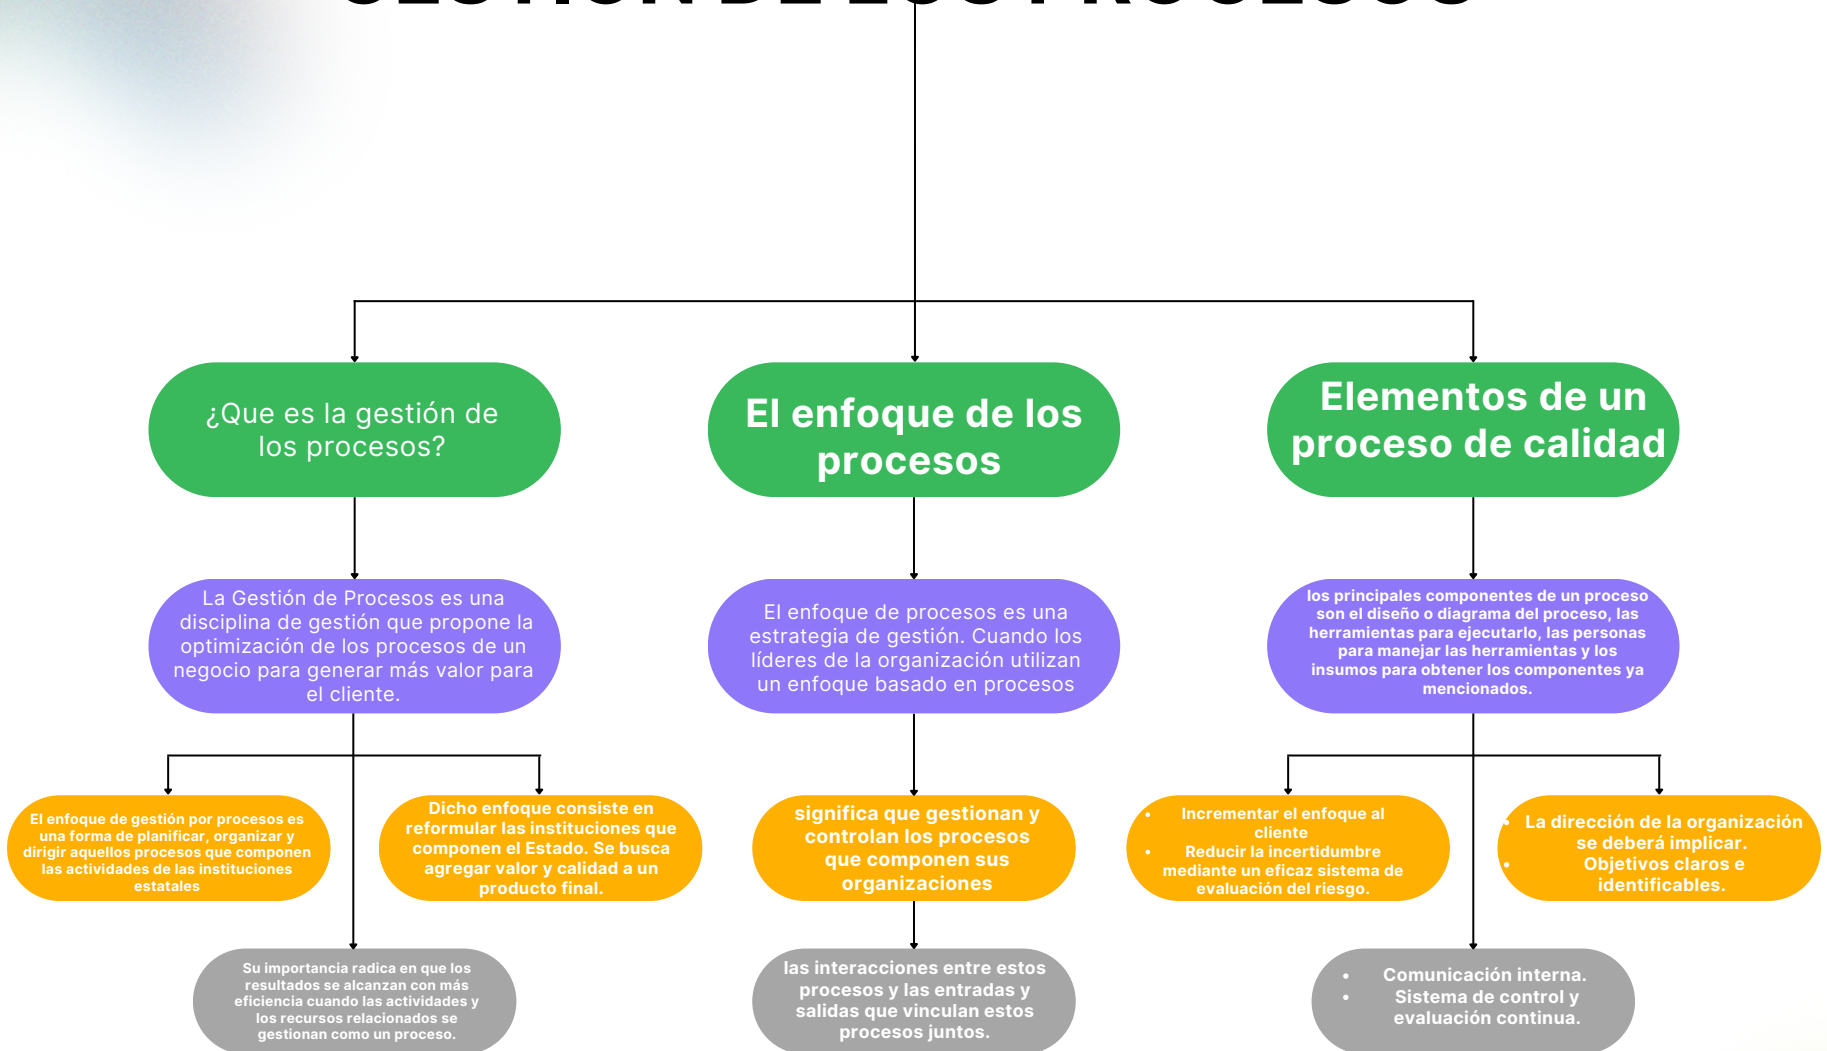 GESTIÓN DE LOS PROCESOS
¿Que es la gestión de
los procesos?
El enfoque de los
procesos
Elementos de un
proceso de calidad
La Gestión de Procesos es una
disciplina de gestión que propone la
optimización de los procesos de un
negocio para generar más valor para
el cliente.
El enfoque de procesos es una
estrategia de gestión. Cuando los
líderes de la organización utilizan
un enfoque basado en procesos
los principales componentes de un proceso
son el diseño o diagrama del proceso, las
herramientas para ejecutarlo, las personas
para manejar las herramientas y los
insumos para obtener los componentes ya
mencionados.
El enfoque de gestión por procesos es
una forma de planificar, organizar y
dirigir aquellos procesos que componen
las actividades de las instituciones
estatales
Dicho enfoque consiste en
reformular las instituciones que
componen el Estado. Se busca
agregar valor y calidad a un
producto final.
significa que gestionan y
controlan los procesos
que componen sus
organizaciones
• Incrementar el enfoque al
cliente
• Reducir la incertidumbre
mediante un eficaz sistema de
evaluación del riesgo.
• La dirección de la organización
se deberá implicar.
• Objetivos claros e
identificables.
Su importancia radica en que los
resultados se alcanzan con más
eficiencia cuando las actividades y
los recursos relacionados se
gestionan como un proceso.
las interacciones entre estos
procesos y las entradas y
salidas que vinculan estos
procesos juntos.
• Comunicación interna.
• Sistema de control y
evaluación continua.